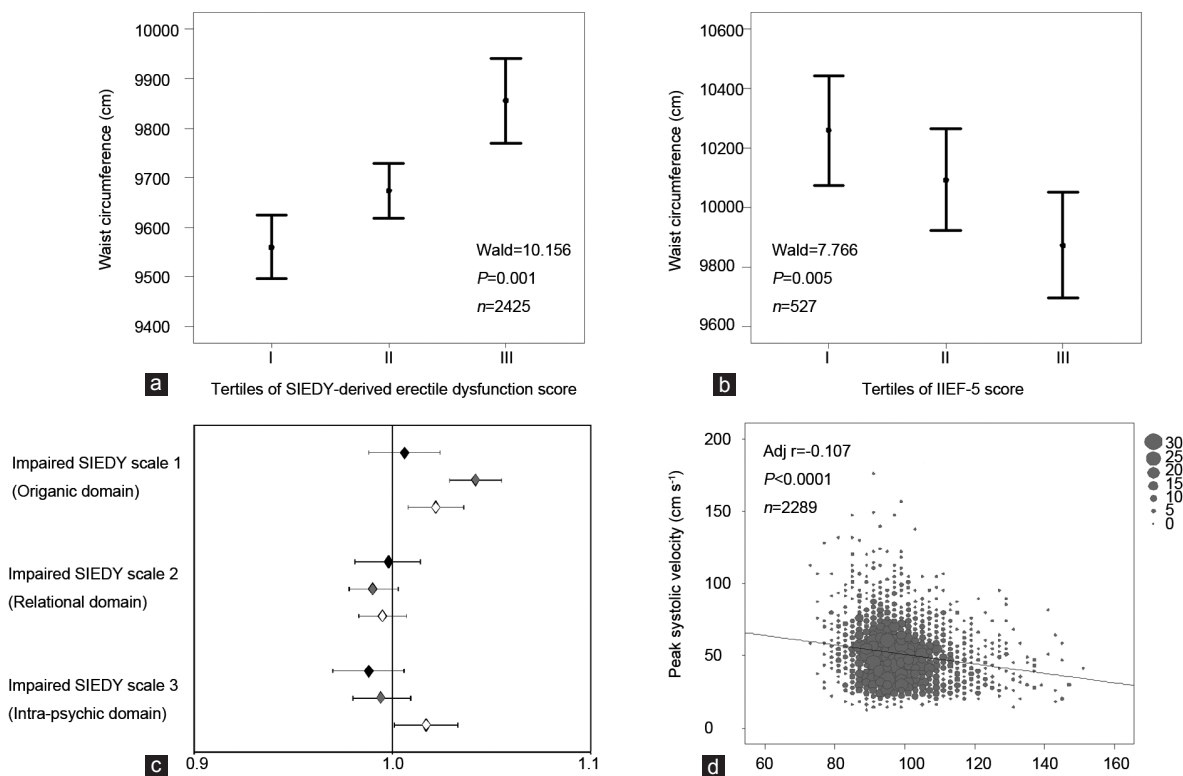 10000
9900
9800
9700
9600
9500
9400
Waist circumference (cm)
Wald=10.156
P=0.001
n=2425
I II III
Tertiles of SIEDY-derived erectile dysfunction score
a
10600
10400
10200
10000
9800
9600
Waist circumference (cm)
Wald=7.766
P=0.005
n=527
I II III
Tertiles of IIEF-5 score
b
Impaired SIEDY scale 1
(Origanic domain)
Impaired SIEDY scale 2
(Relational domain)
Impaired SIEDY scale 3
(Intra-psychic domain)
0.9 1.0 1.1
c
200
150
100
50
0
Peak systolic velocity (cm s⁻¹)
Adj r=-0.107
P<0.0001
n=2289
60 80 100 120 140 160
30
25
20
15
10
5
0
d